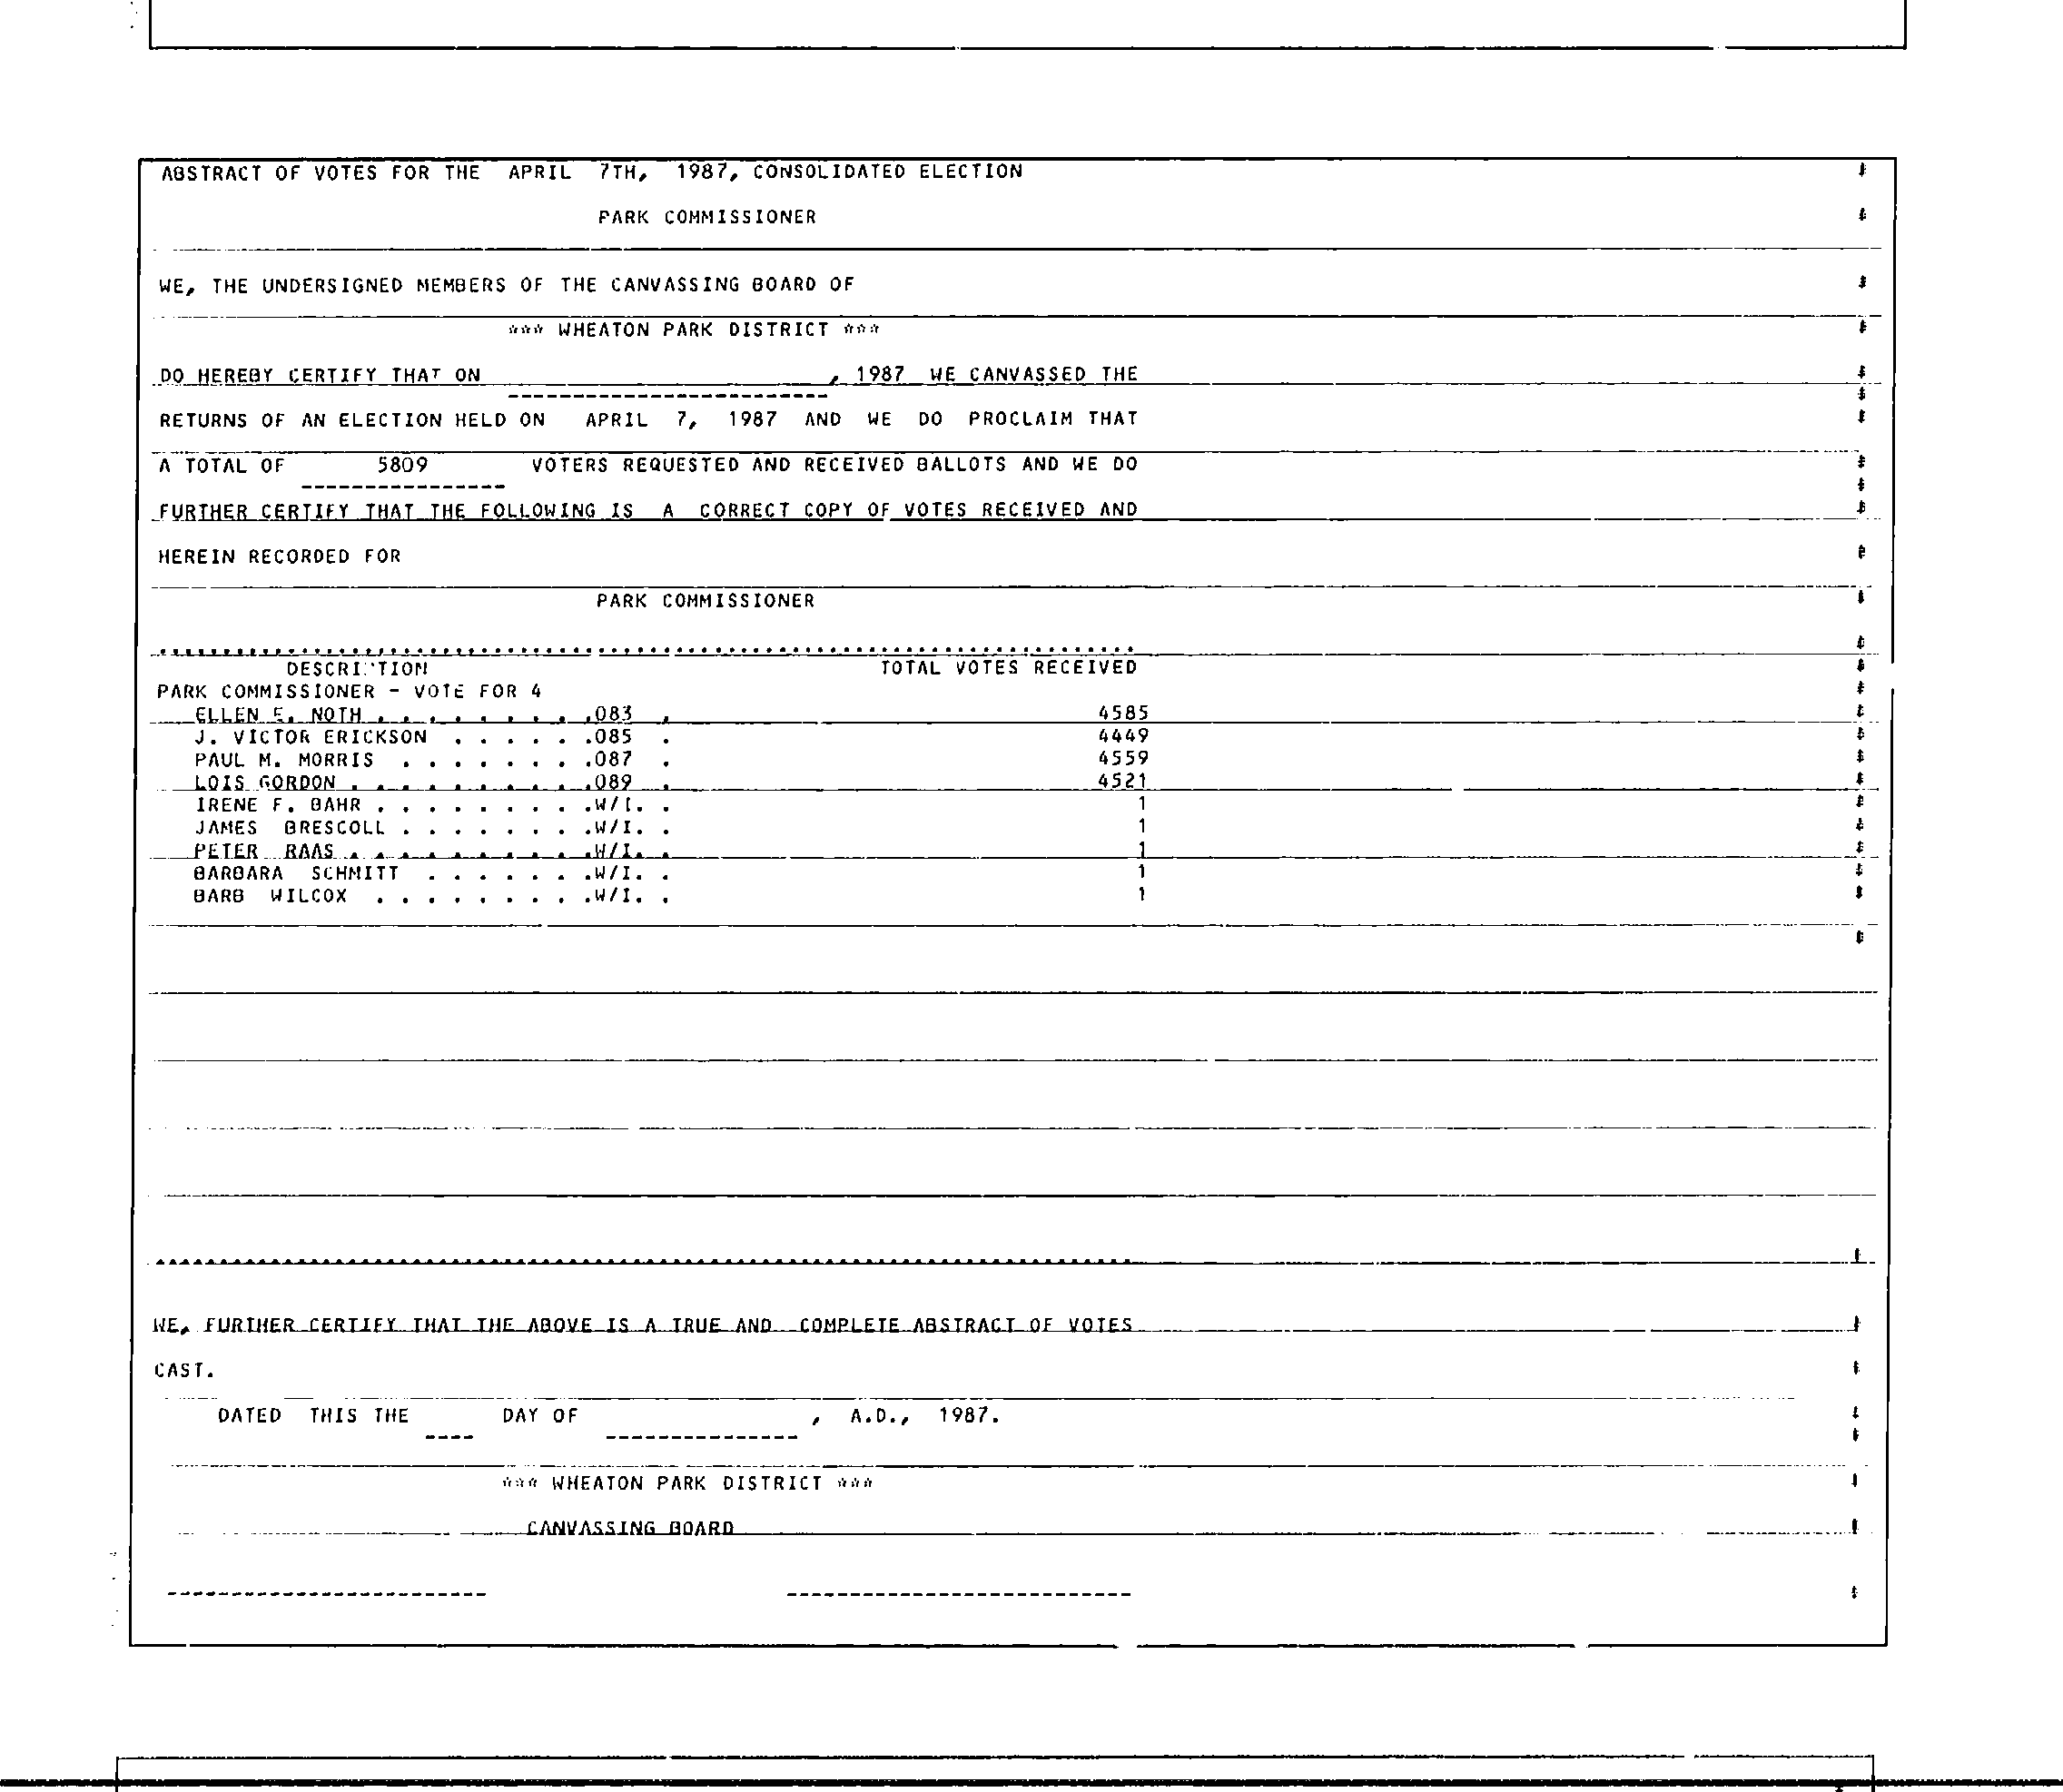 ABSTRACT OF VOTES FOR THE APRIL 7TH, 1987, CONSOLIDATED ELECTION
PARK COMMISSIONER
WE, THE UNDERSIGNED MEMBERS OF THE CANVASSING BOARD OF
*** WHEATON PARK DISTRICT ***
DO HEREBY CERTIFY THAT ON , 1987 WE CANVASSED THE
------------------------
RETURNS OF AN ELECTION HELD ON APRIL 7, 1987 AND WE DO PROCLAIM THAT
A TOTAL OF 5809 VOTERS REQUESTED AND RECEIVED BALLOTS AND WE DO
----------------
FURTHER CERTIFY THAT THE FOLLOWING IS A CORRECT COPY OF VOTES RECEIVED AND
HEREIN RECORDED FOR
PARK COMMISSIONER
DESCRIPTION TOTAL VOTES RECEIVED
PARK COMMISSIONER - VOTE FOR 4
ELLEN E. NOTH . . . . . . . . .083 . 4585
J. VICTOR ERICKSON . . . . . .085 . 4449
PAUL M. MORRIS . . . . . . . .087 . 4559
LOIS GORDON . . . . . . . . . .089 . 4521
IRENE F. BAHR . . . . . . . . .W/I. . 1
JAMES BRESCOLL . . . . . . . .W/I. . 1
PETER RAAS . . . . . . . . . .W/I. . 1
BARBARA SCHMITT . . . . . . .W/I. . 1
BARB WILCOX . . . . . . . . .W/I. . 1
WE, FURTHER CERTIFY THAT THE ABOVE IS A TRUE AND COMPLETE ABSTRACT OF VOTES
CAST.
DATED THIS THE ---- DAY OF --------------- , A.D., 1987.
*** WHEATON PARK DISTRICT ***
CANVASSING BOARD